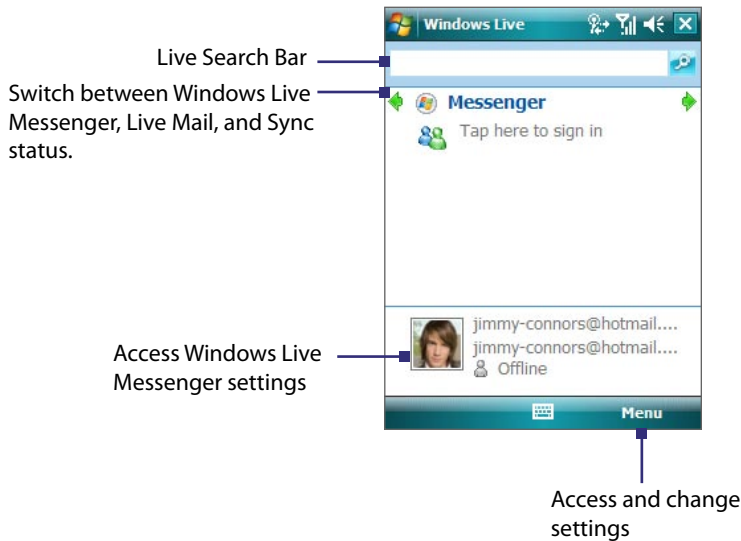 Windows Live
Live Search Bar
Switch between Windows Live
Messenger, Live Mail, and Sync
status.
Messenger
Tap here to sign in
jimmy-connors@hotmail....
jimmy-connors@hotmail....
Offline
Access Windows Live
Messenger settings
Menu
Access and change
settings